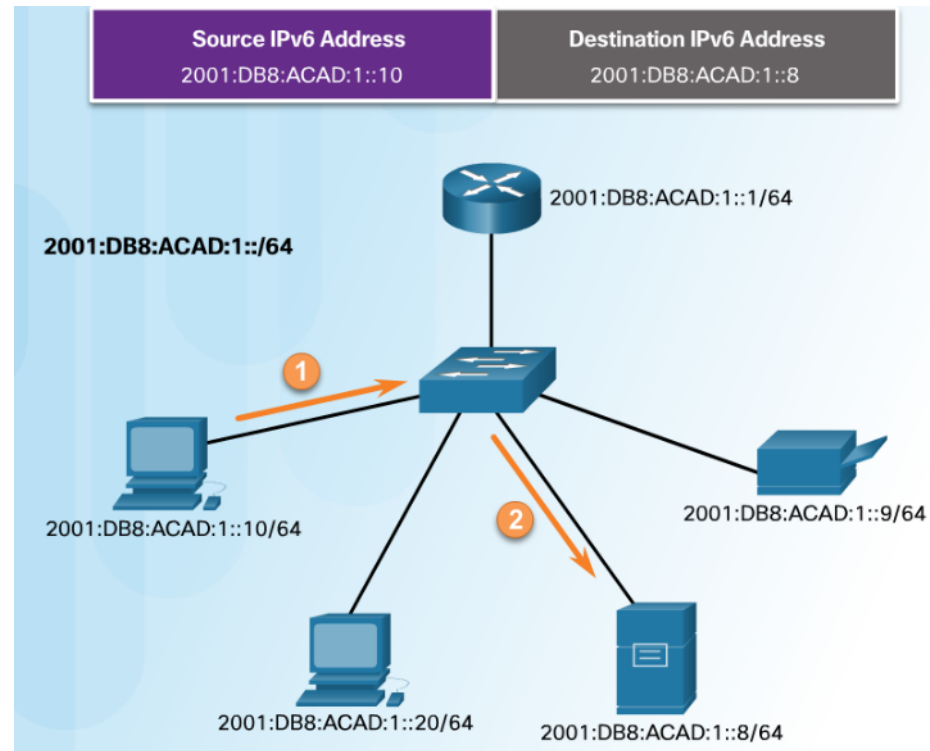 Source IPv6 Address
2001:DB8:ACAD:1::10
Destination IPv6 Address
2001:DB8:ACAD:1::8
2001:DB8:ACAD:1::1/64
2001:DB8:ACAD:1::/64
1
2001:DB8:ACAD:1::10/64
2
2001:DB8:ACAD:1::9/64
2001:DB8:ACAD:1::20/64
2001:DB8:ACAD:1::8/64